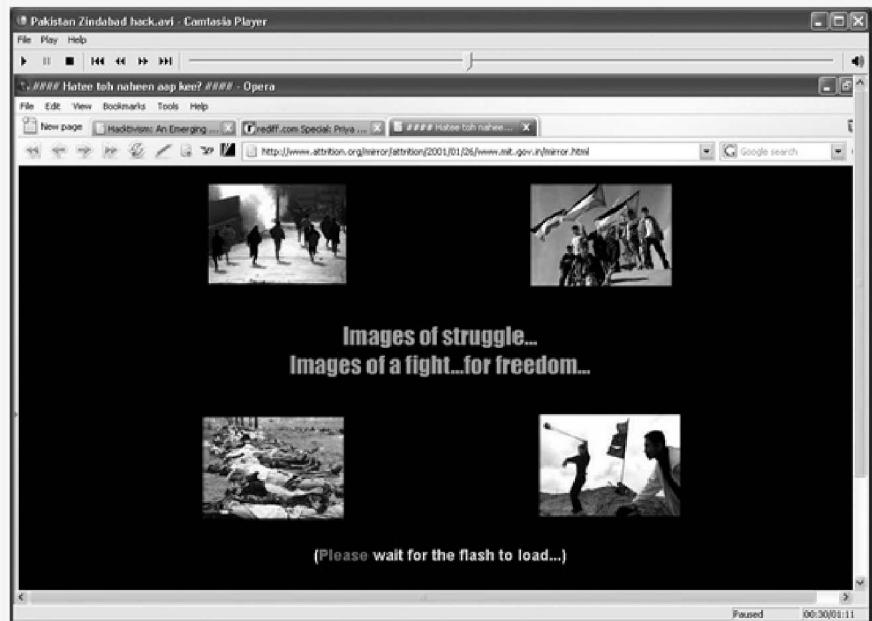 Pakistan Zindabad hack.avi - Camtasia Player
File Play Help
#### Hatee toh naheen aap kee? #### - Opera
File Edit View Bookmarks Tools Help
New page Hacktivism: An Emerging ... rediff.com Special: Priya ... #### Hatee toh nahee...
http://www.attrition.org/mirror/attrition/2001/01/26/www.mit.gov.in/mirror.html Google search
Images of struggle...
Images of a fight...for freedom...
(Please wait for the flash to load...)
Paused 00:30/01:11